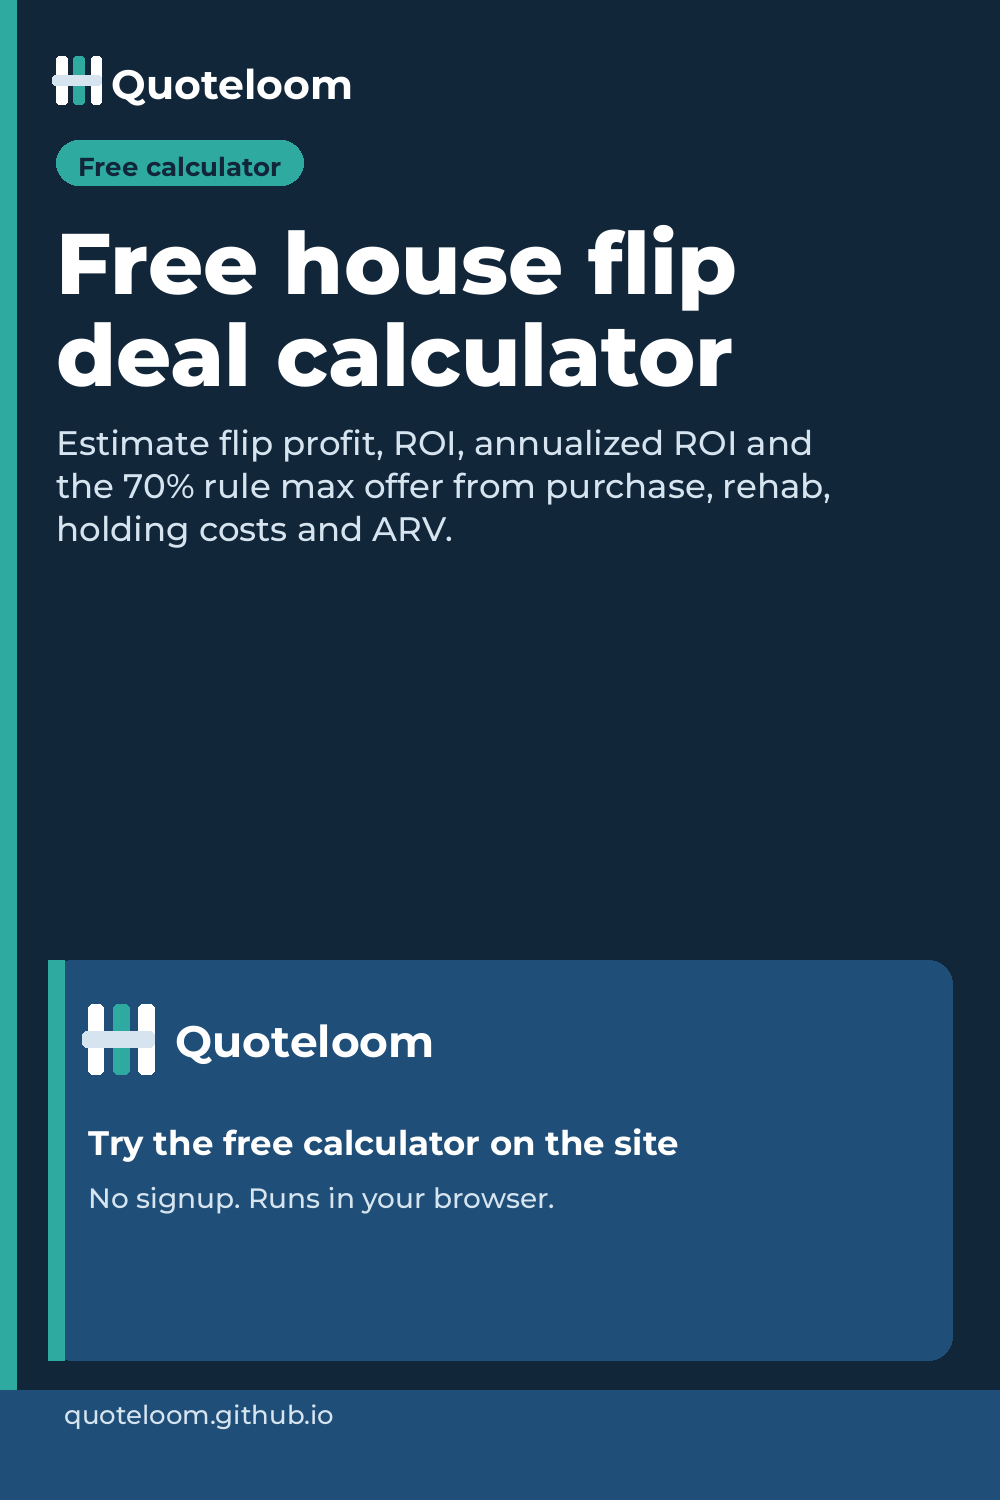 Quoteloom
Free calculator
Free house flip
deal calculator
Estimate flip profit, ROI, annualized ROI and
the 70% rule max offer from purchase, rehab,
holding costs and ARV.
Quoteloom
Try the free calculator on the site
No signup. Runs in your browser.
quoteloom.github.io